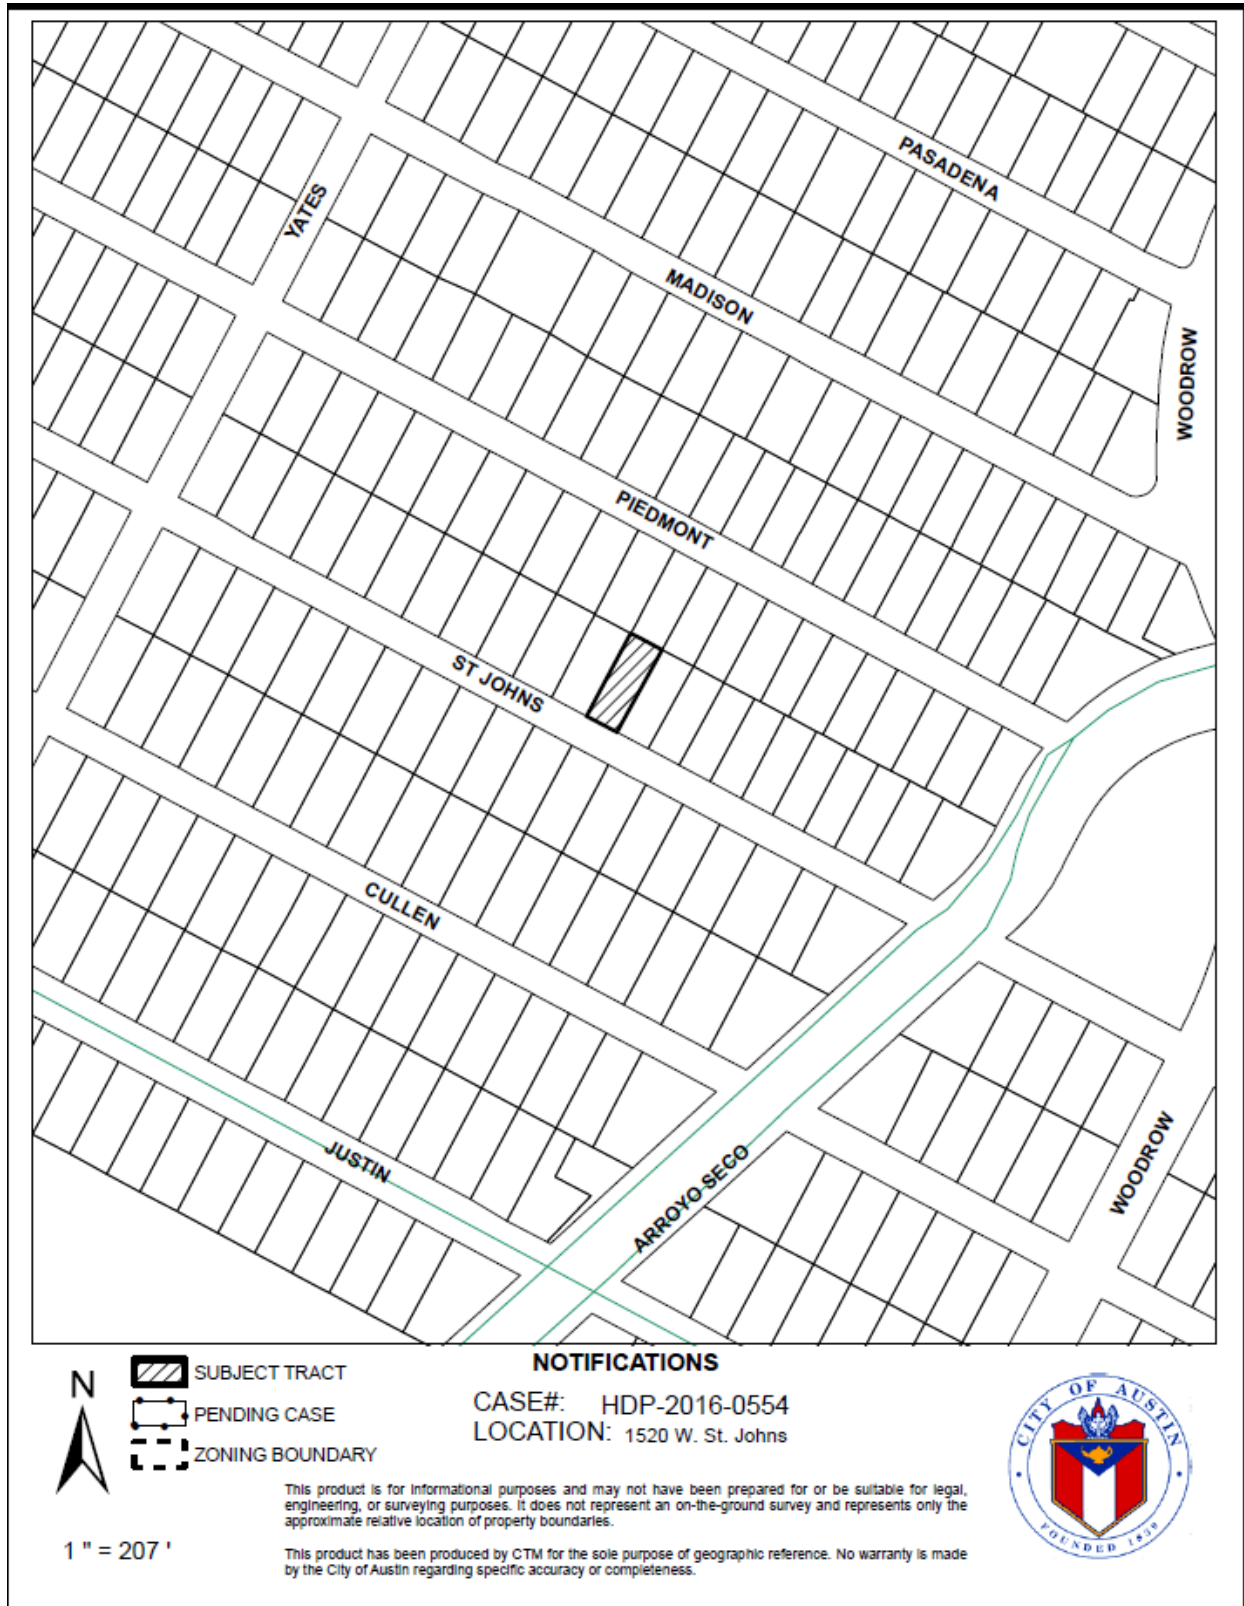 PASADENA
YATES
MADISON
WOODROW
PIEDMONT
ST JOHNS
CULLEN
JUSTIN
ARROYO SECO
WOODROW
N
SUBJECT TRACT
PENDING CASE
ZONING BOUNDARY
1 " = 207 '
NOTIFICATIONS
CASE#: HDP-2016-0554
LOCATION: 1520 W. St. Johns
This product is for informational purposes and may not have been prepared for or be suitable for legal,
engineering, or surveying purposes. It does not represent an on-the-ground survey and represents only the
approximate relative location of property boundaries.
This product has been produced by CTM for the sole purpose of geographic reference. No warranty is made
by the City of Austin regarding specific accuracy or completeness.
CITY OF AUSTIN
FOUNDED 1839